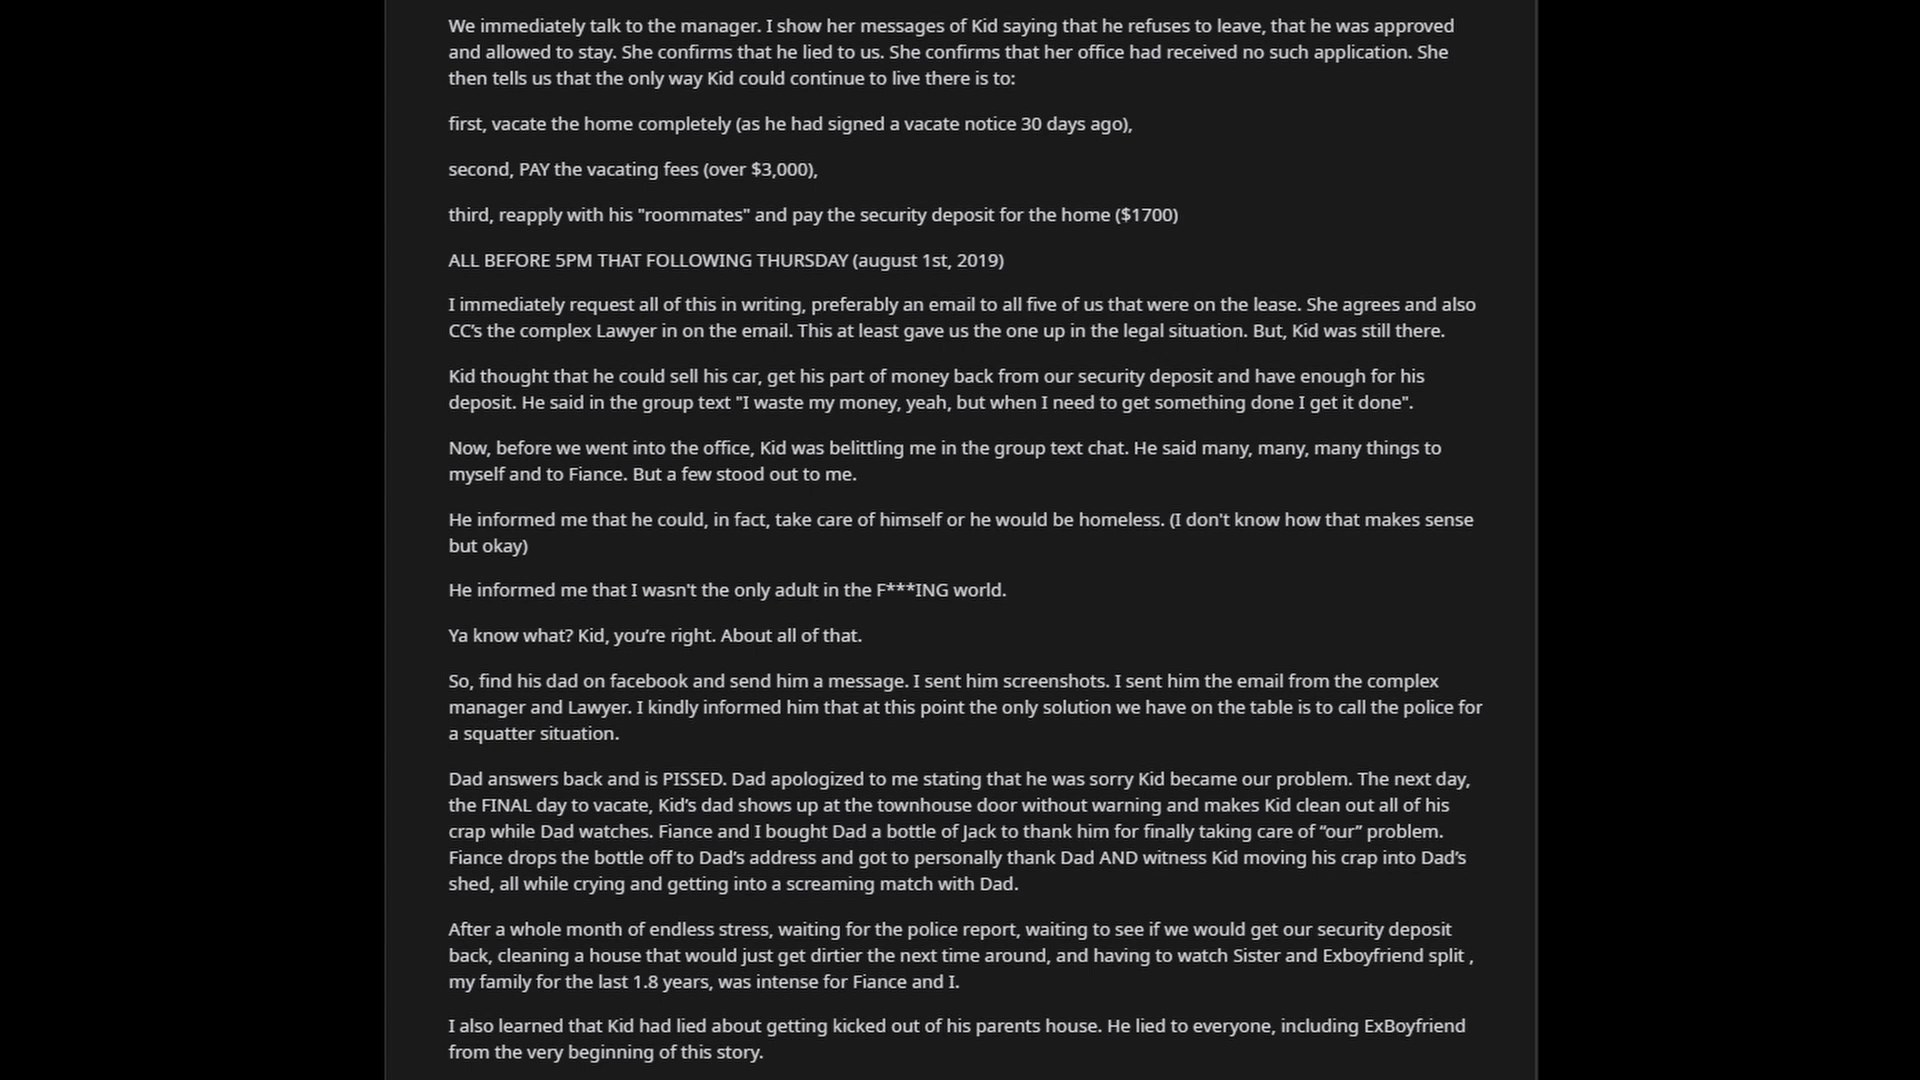 We immediately talk to the manager. I show her messages of Kid saying that he refuses to leave, that he was approved
and allowed to stay. She confirms that he lied to us. She confirms that her office had received no such application. She
then tells us that the only way Kid could continue to live there is to:
first, vacate the home completely (as he had signed a vacate notice 30 days ago),
second, PAY the vacating fees (over $3,000),
third, reapply with his "roommates" and pay the security deposit for the home ($1700)
ALL BEFORE 5PM THAT FOLLOWING THURSDAY (august 1st, 2019)
I immediately request all of this in writing, preferably an email to all five of us that were on the lease. She agrees and also
CC’s the complex Lawyer in on the email. This at least gave us the one up in the legal situation. But, Kid was still there.
Kid thought that he could sell his car, get his part of money back from our security deposit and have enough for his
deposit. He said in the group text "I waste my money, yeah, but when I need to get something done I get it done".
Now, before we went into the office, Kid was belittling me in the group text chat. He said many, many, many things to
myself and to Fiance. But a few stood out to me.
He informed me that he could, in fact, take care of himself or he would be homeless. (I don't know how that makes sense
but okay)
He informed me that I wasn't the only adult in the F***ING world.
Ya know what? Kid, you’re right. About all of that.
So, find his dad on facebook and send him a message. I sent him screenshots. I sent him the email from the complex
manager and Lawyer. I kindly informed him that at this point the only solution we have on the table is to call the police for
a squatter situation.
Dad answers back and is PISSED. Dad apologized to me stating that he was sorry Kid became our problem. The next day,
the FINAL day to vacate, Kid’s dad shows up at the townhouse door without warning and makes Kid clean out all of his
crap while Dad watches. Fiance and I bought Dad a bottle of Jack to thank him for finally taking care of “our” problem.
Fiance drops the bottle off to Dad’s address and got to personally thank Dad AND witness Kid moving his crap into Dad’s
shed, all while crying and getting into a screaming match with Dad.
After a whole month of endless stress, waiting for the police report, waiting to see if we would get our security deposit
back, cleaning a house that would just get dirtier the next time around, and having to watch Sister and Exboyfriend split ,
my family for the last 1.8 years, was intense for Fiance and I.
I also learned that Kid had lied about getting kicked out of his parents house. He lied to everyone, including ExBoyfriend
from the very beginning of this story.